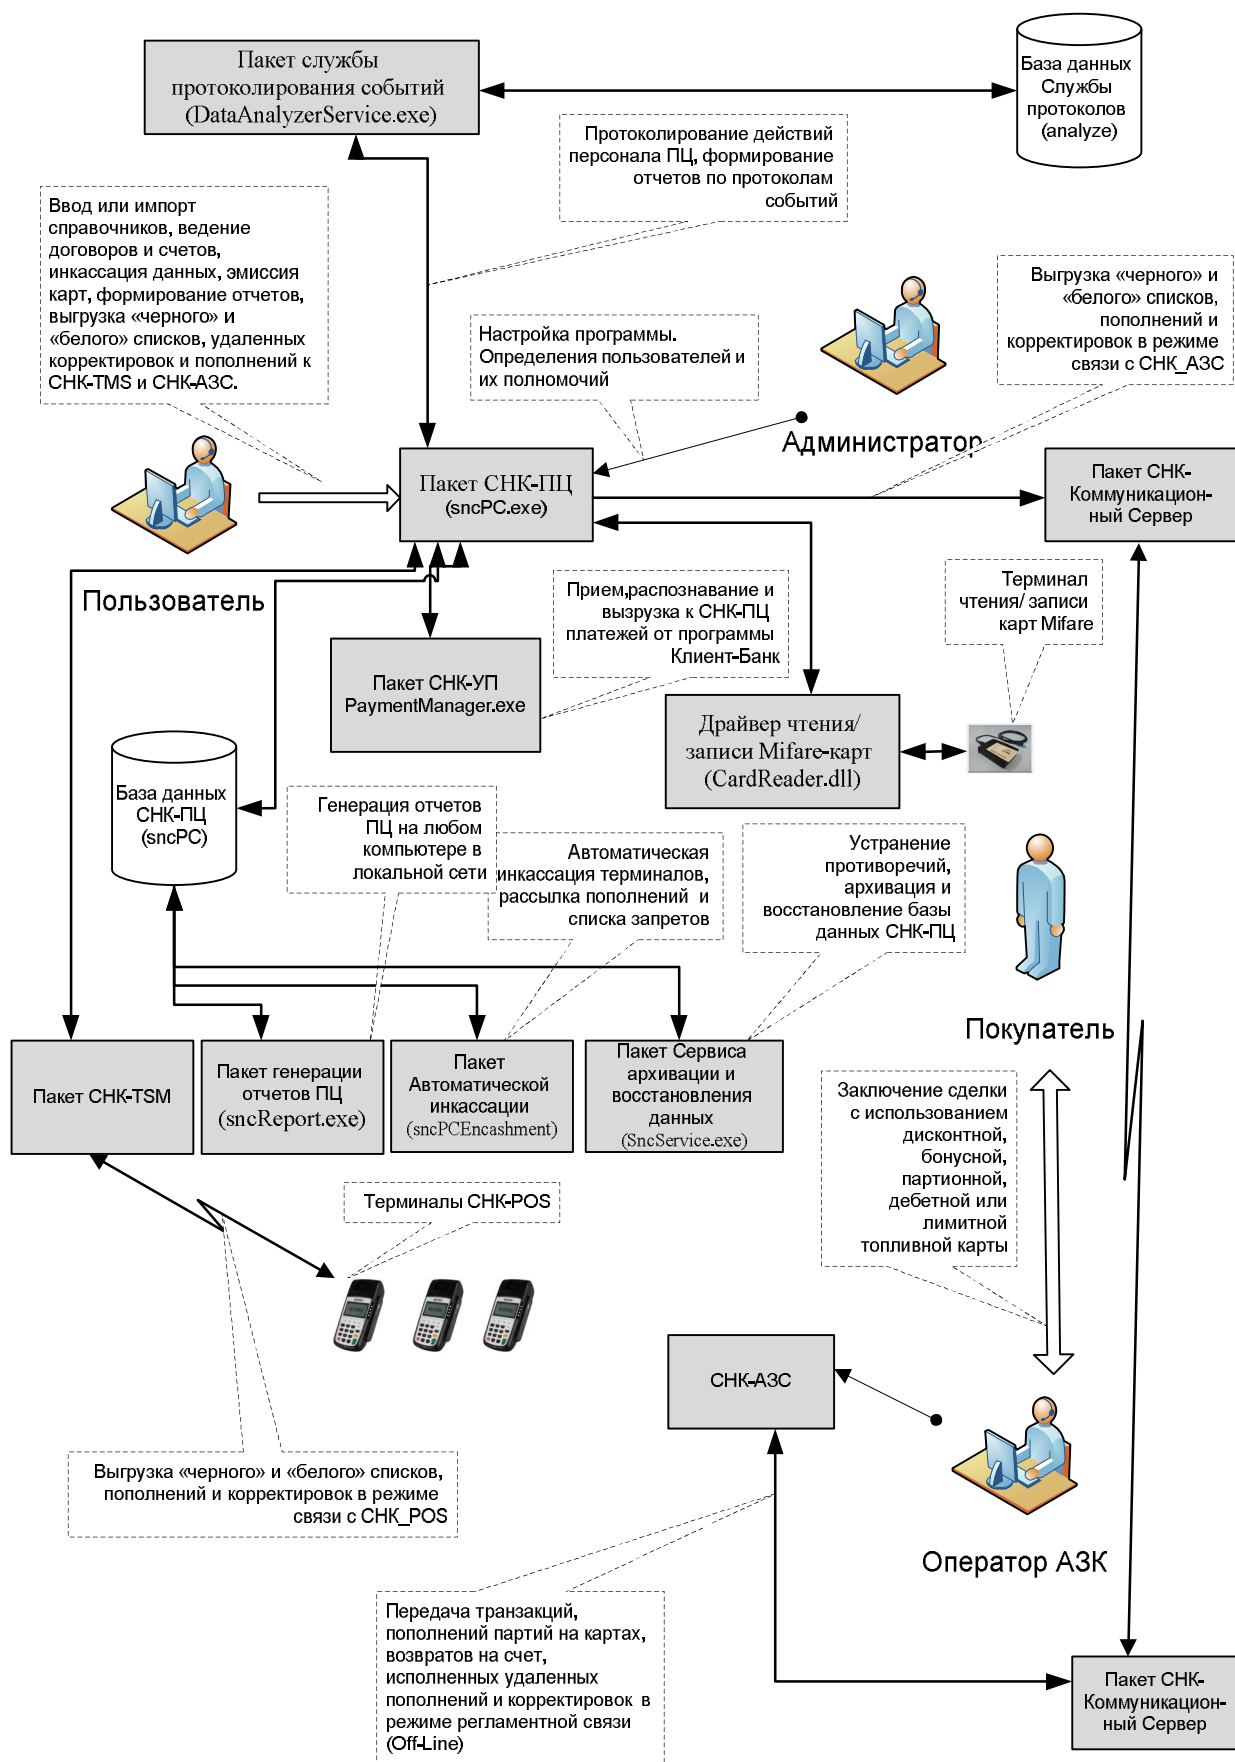 Пакет службы
протоколирования событий
(DataAnalyzerService.exe)
База данных
Службы
протоколов
(analyze)
Протоколирование действий
персонала ПЦ, формирование
отчетов по протоколам
событий
Ввод или импорт
справочников, ведение
договоров и счетов,
инкассация данных, эмиссия
карт, формирование отчетов,
выгрузка «черного» и
«белого» списков, удаленных
корректировок и пополнений к
СНК-TMS и СНК-АЗС.
Настройка программы.
Определения пользователей и
их полномочий
Выгрузка «черного» и
«белого» списков,
пополнений и
корректировок в режиме
связи с СНК_АЗС
Администратор
Пакет СНК-ПЦ
(sncPC.exe)
Пакет СНК-
Коммуникацион-
ный Сервер
Пользователь
Прием,распознавание и
вызрузка к СНК-ПЦ
платежей от программы
Клиент-Банк
Терминал
чтения/ записи
карт Mifare
Пакет СНК-УП
PaymentManager.exe
Драйвер чтения/
записи Mifare-карт
(CardReader.dll)
База данных
СНК-ПЦ
(sncPC)
Генерация отчетов
ПЦ на любом
компьютере в
локальной сети
Автоматическая
инкассация терминалов,
рассылка пополнений и
списка запретов
Устранение
противоречий,
архивация и
восстановление базы
данных СНК-ПЦ
Покупатель
Пакет СНК-TSM
Пакет генерации
отчетов ПЦ
(sncReport.exe)
Пакет
Автоматической
инкассации
(sncPCEncashment)
Пакет Сервиса
архивации и
восстановления
данных
(SncService.exe)
Заключение сделки
с использованием
дисконтной,
бонусной,
партионной,
дебетной или
лимитной
топливной карты
Терминалы СНК-POS
СНК-АЗС
Выгрузка «черного» и «белого» списков,
пополнений и корректировок в режиме
связи с СНК_POS
Оператор АЗК
Передача транзакций,
пополнений партий на картах,
возвратов на счет,
исполненных удаленных
пополнений и корректировок в
режиме регламентной связи
(Off-Line)
Пакет СНК-
Коммуникацион-
ный Сервер